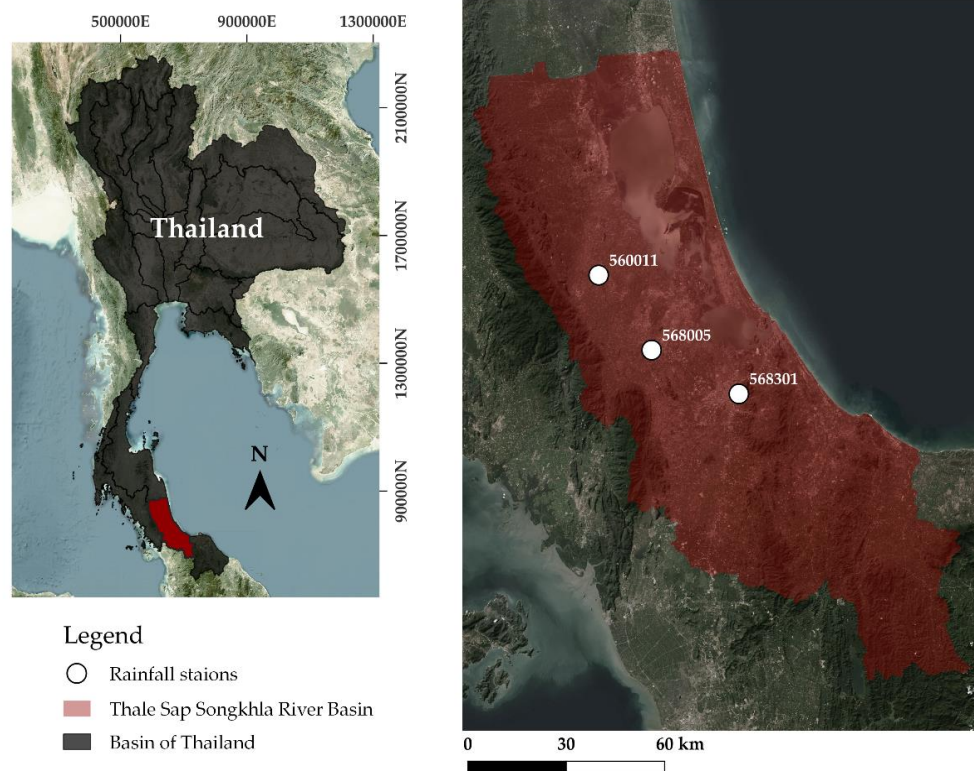 500000E 900000E 1300000E
2100000N
1700000N
1300000N
900000N
Thailand
N
560011
568005
568301
Legend
Rainfall staions
Thale Sap Songkhla River Basin
Basin of Thailand
0 30 60 km